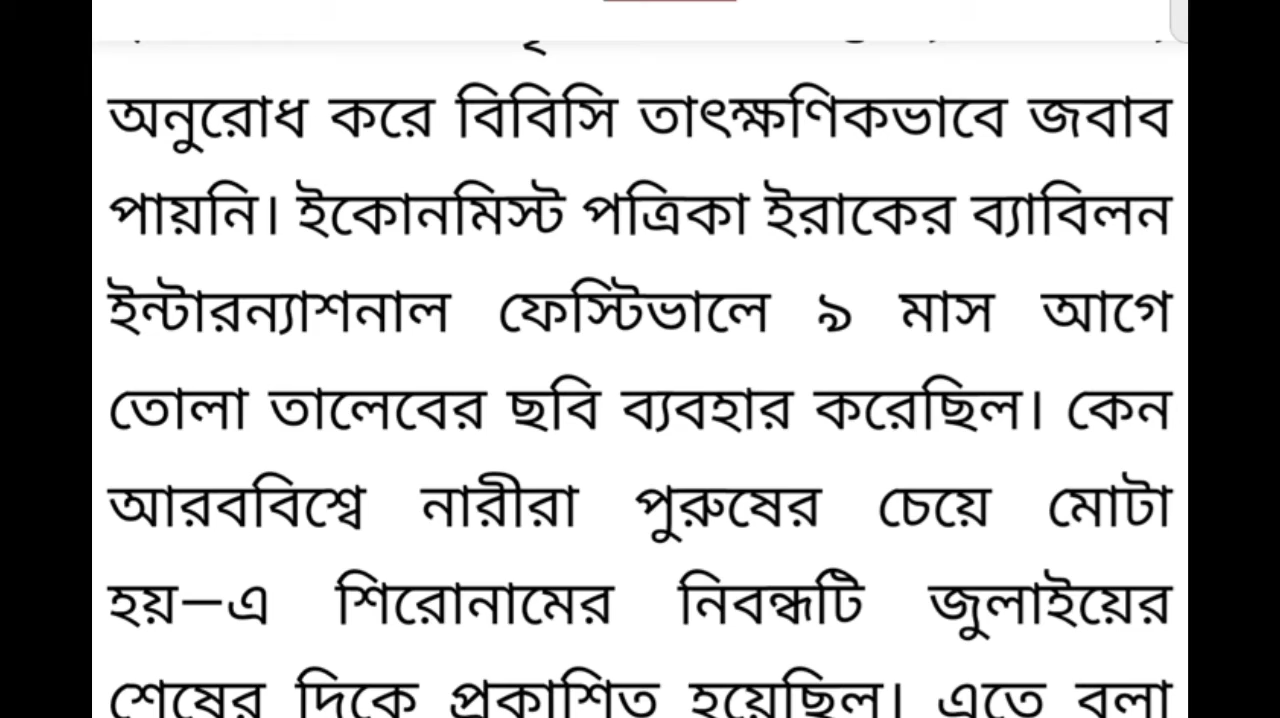 অনুরোধ করে বিবিসি তাৎক্ষণিকভাবে জবাব
পায়নি। ইকোনমিস্ট পত্রিকা ইরাকের ব্যাবিলন
ইন্টারন্যাশনাল ফেস্টিভালে ৯ মাস আগে
তোলা তালেবের ছবি ব্যবহার করেছিল। কেন
আরববিশ্বে নারীরা পুরুষের চেয়ে মোটা
হয়—এ শিরোনামের নিবন্ধটি জুলাইয়ের
শেষের দিকে প্রকাশিত হয়েছিল। এতে বলা